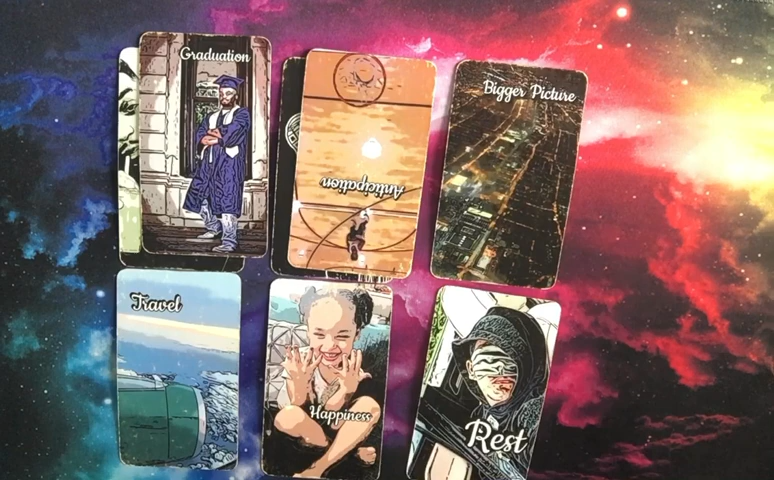 Graduation
Anticipation
Bigger Picture
Travel
Happiness
Rest